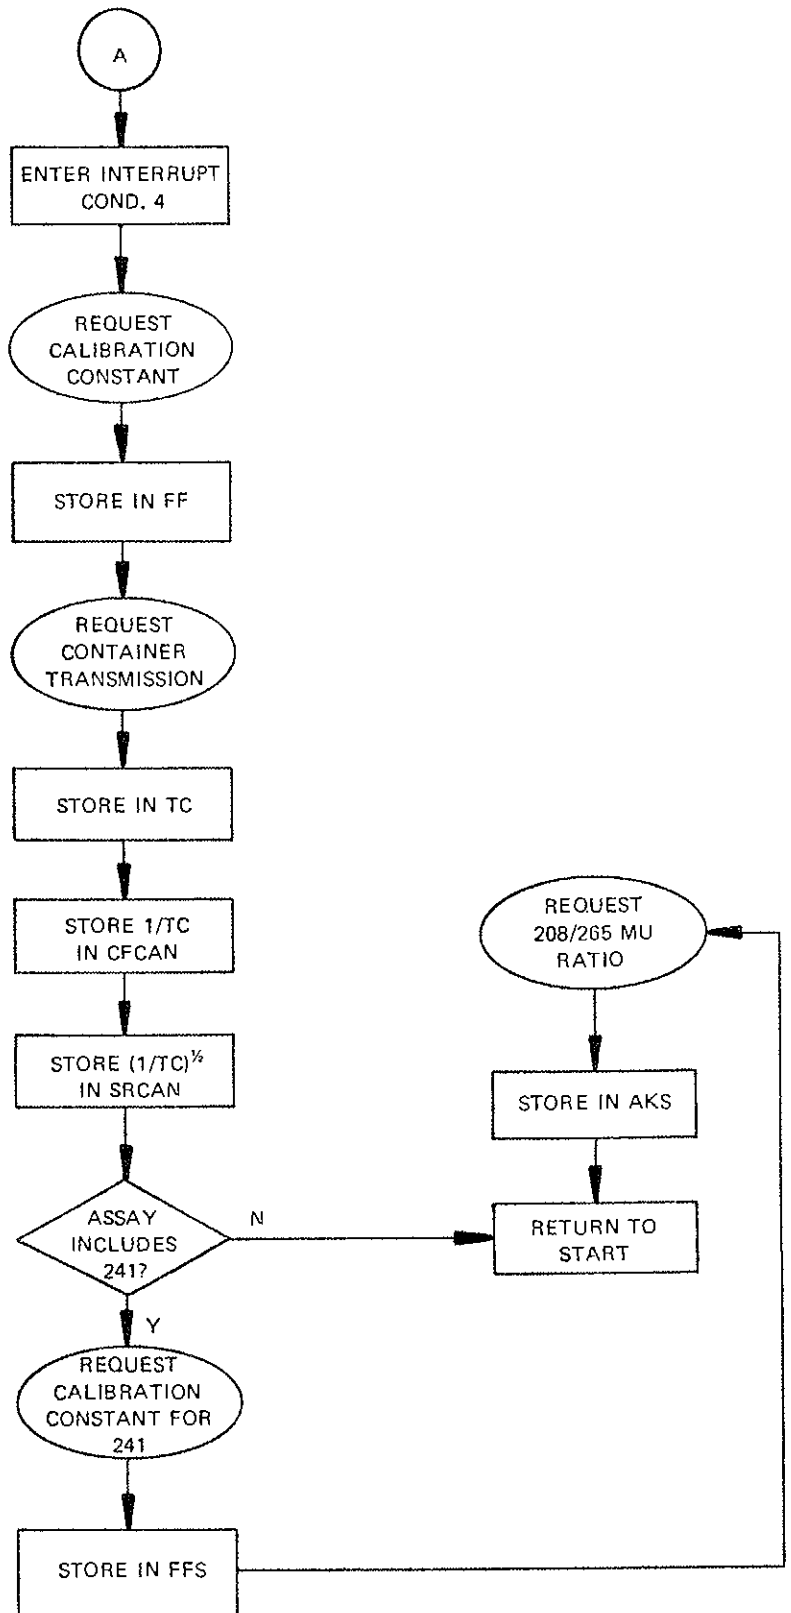 A
ENTER INTERRUPT
COND. 4
REQUEST
CALIBRATION
CONSTANT
STORE IN FF
REQUEST
CONTAINER
TRANSMISSION
STORE IN TC
STORE 1/TC
IN CFCAN
STORE (1/TC)½
IN SRCAN
ASSAY
INCLUDES
241?
N
Y
REQUEST
CALIBRATION
CONSTANT FOR
241
STORE IN FFS
REQUEST
208/265 MU
RATIO
STORE IN AKS
RETURN TO
START